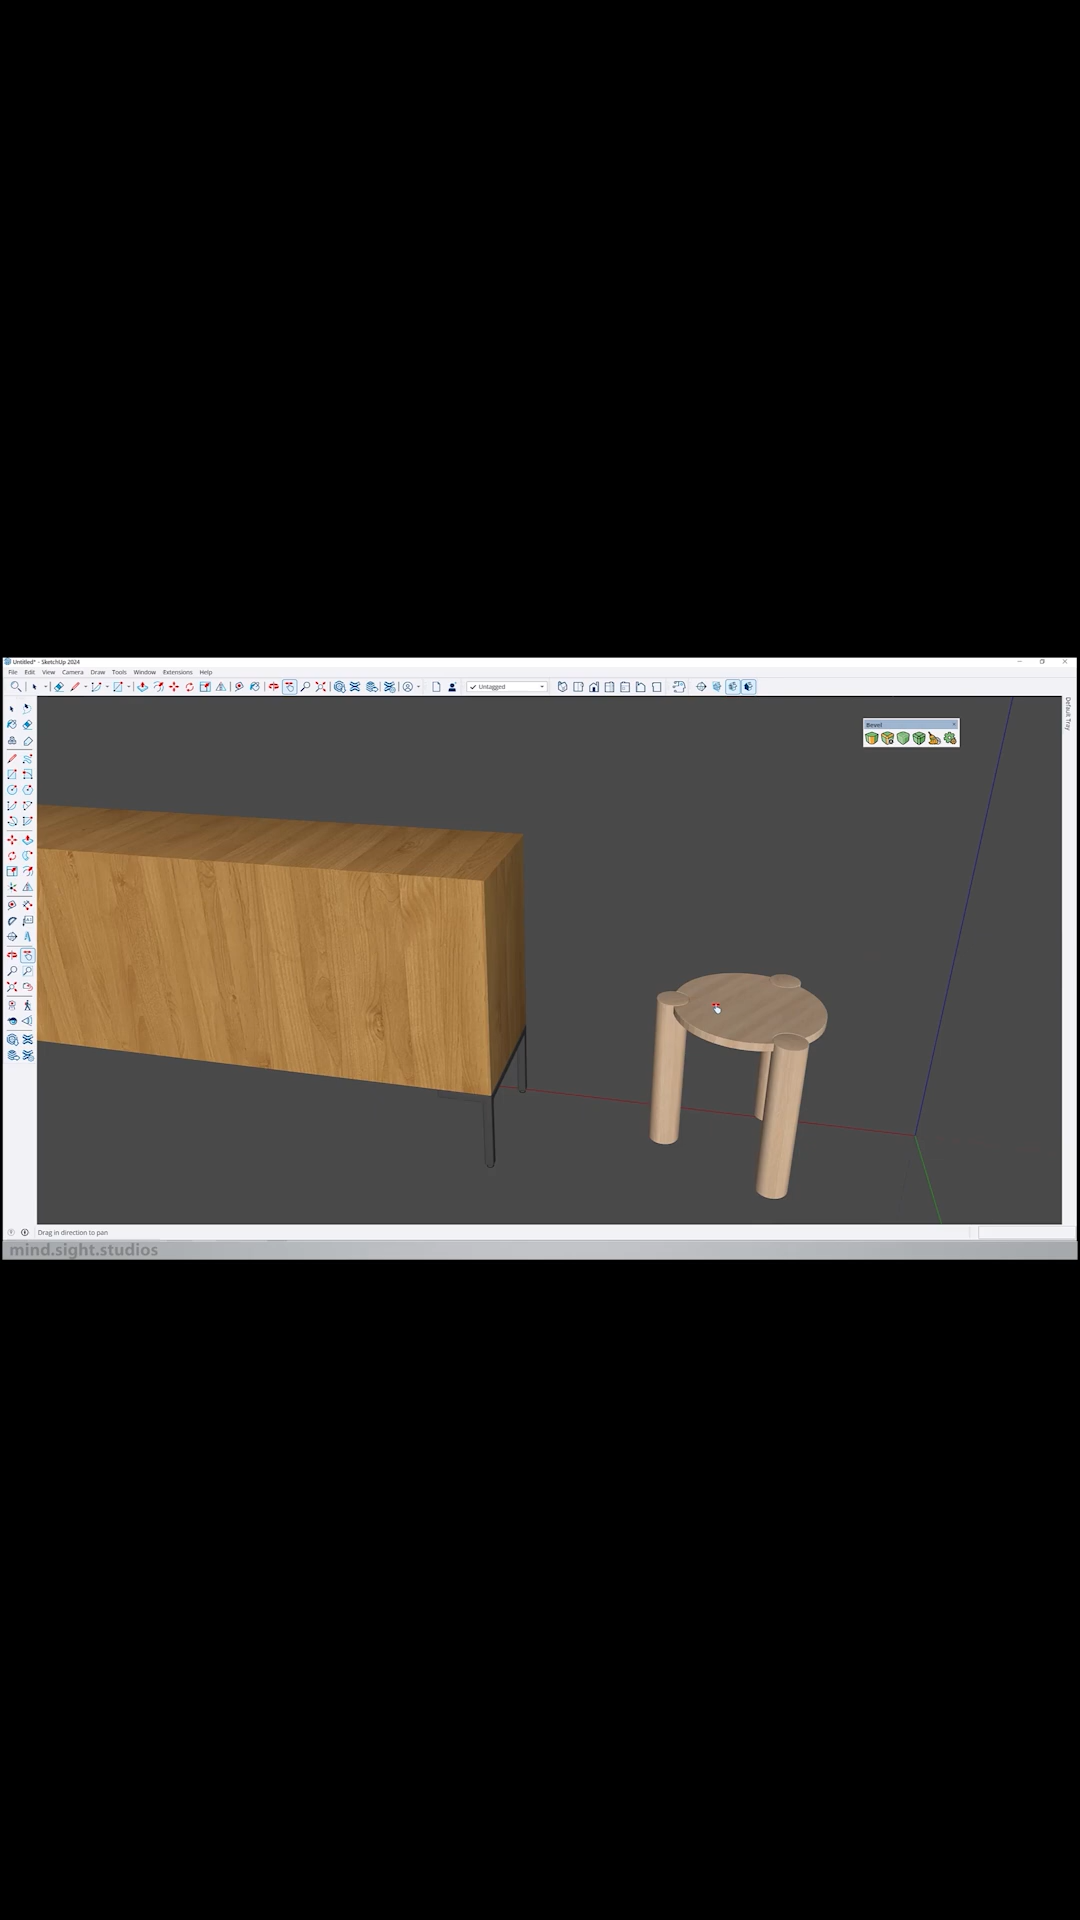 Untitled* - SketchUp 2024
File Edit View Camera Draw Tools Window Extensions Help
Untagged
Default Tray
Bevel
Drag in direction to pan
mind.sight.studios